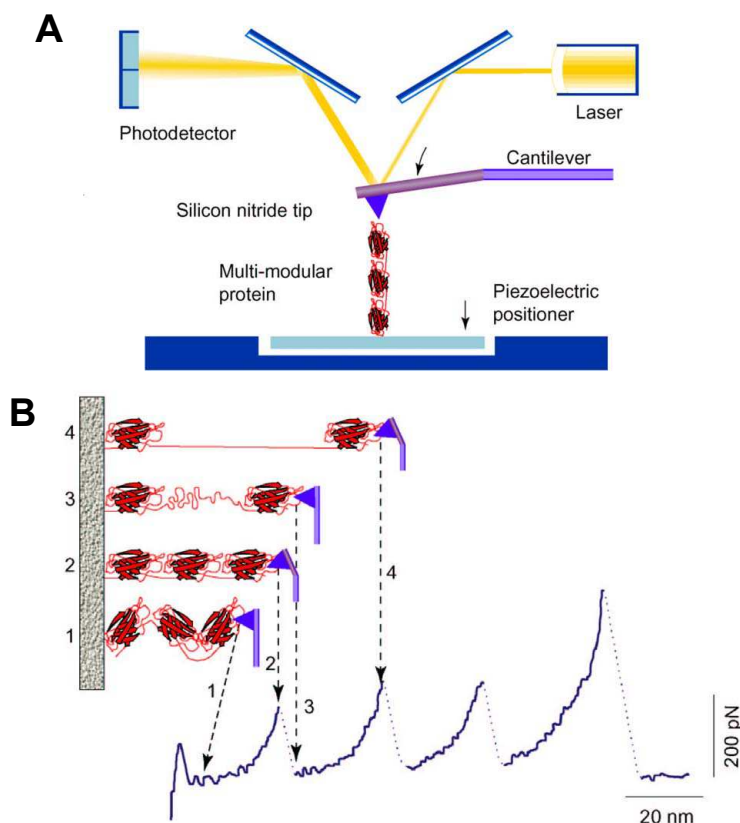 A
Photodetector
Laser
Cantilever
Silicon nitride tip
Multi-modular
protein
Piezoelectric
positioner
B
4
3
2
1
1
2
3
4
200 pN
20 nm